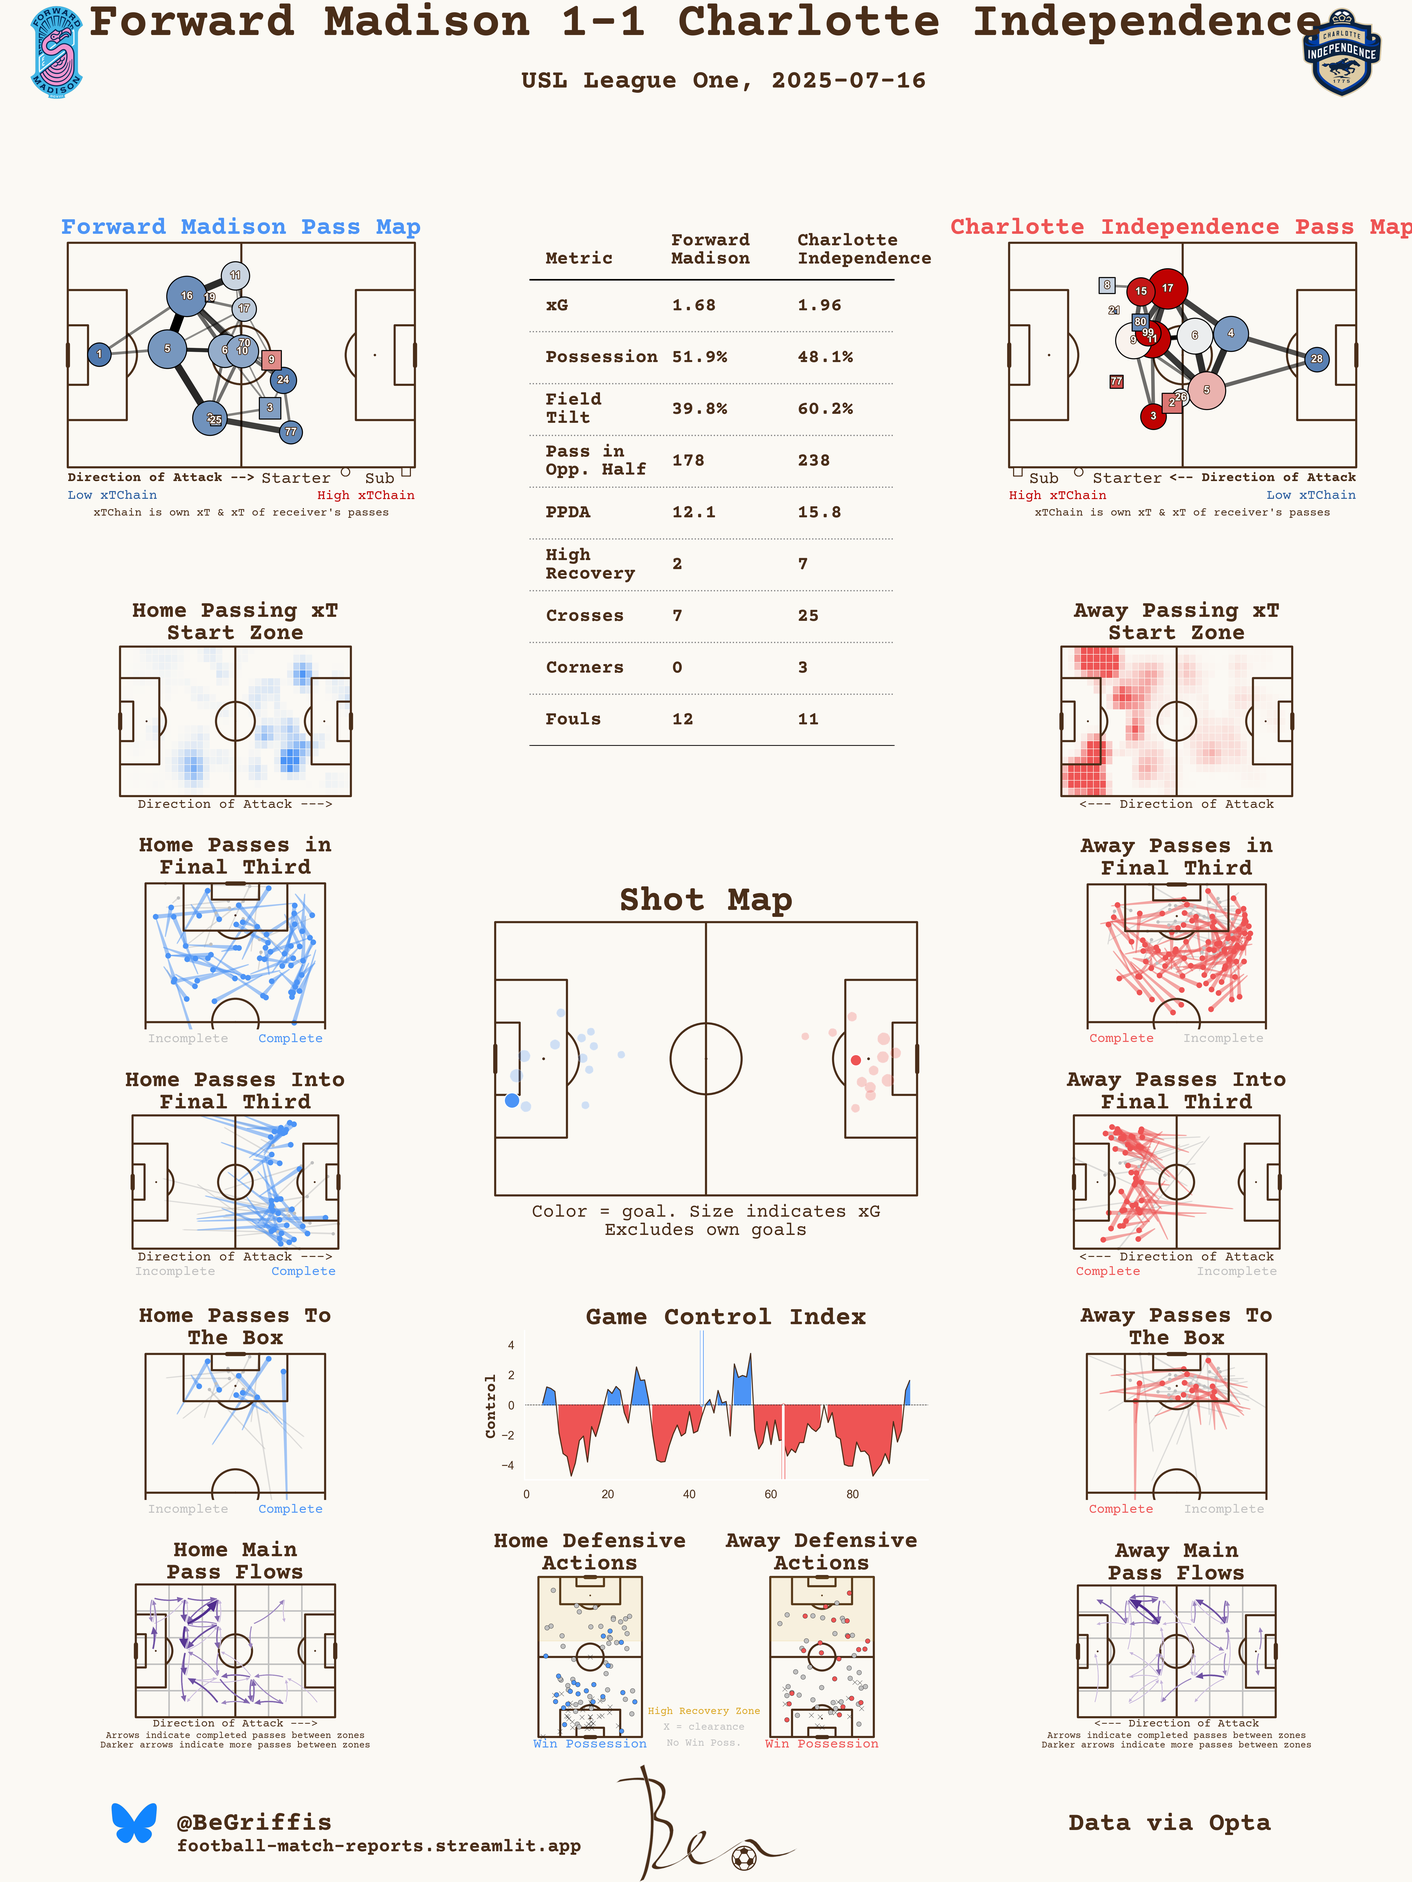 Forward Madison 1-1 Charlotte Independence
USL League One, 2025-07-16
FORWARD
MADISON
CHARLOTTE
INDEPENDENCE
1775
Forward Madison Pass Map
1
16
19
11
17
5
6
70
10
9
24
3
25
77
Direction of Attack --> Starter Sub
Low xTChain High xTChain
xTChain is own xT & xT of receiver's passes
Metric Forward Madison Charlotte Independence
xG 1.68 1.96
Possession 51.9% 48.1%
Field Tilt 39.8% 60.2%
Pass in Opp. Half 178 238
PPDA 12.1 15.8
High Recovery 2 7
Crosses 7 25
Corners 0 3
Fouls 12 11
Charlotte Independence Pass Map
8
15
17
80
99
9
11
6
4
28
77
5
26
2
3
Sub Starter <-- Direction of Attack
High xTChain Low xTChain
xTChain is own xT & xT of receiver's passes
Home Passing xT
Start Zone
Direction of Attack --->
Away Passing xT
Start Zone
<--- Direction of Attack
Home Passes in
Final Third
Incomplete Complete
Away Passes in
Final Third
Complete Incomplete
Shot Map
Color = goal. Size indicates xG
Excludes own goals
Home Passes Into
Final Third
Direction of Attack --->
Incomplete Complete
Away Passes Into
Final Third
<--- Direction of Attack
Complete Incomplete
Home Passes To
The Box
Incomplete Complete
Game Control Index
Control
4
2
0
−2
−4
0 20 40 60 80
Away Passes To
The Box
Complete Incomplete
Home Main
Pass Flows
Direction of Attack --->
Arrows indicate completed passes between zones
Darker arrows indicate more passes between zones
Home Defensive
Actions
Win Possession
High Recovery Zone
X = clearance
No Win Poss.
Away Defensive
Actions
Win Possession
Away Main
Pass Flows
<--- Direction of Attack
Arrows indicate completed passes between zones
Darker arrows indicate more passes between zones
@BeGriffis
football-match-reports.streamlit.app
Ben
Data via Opta